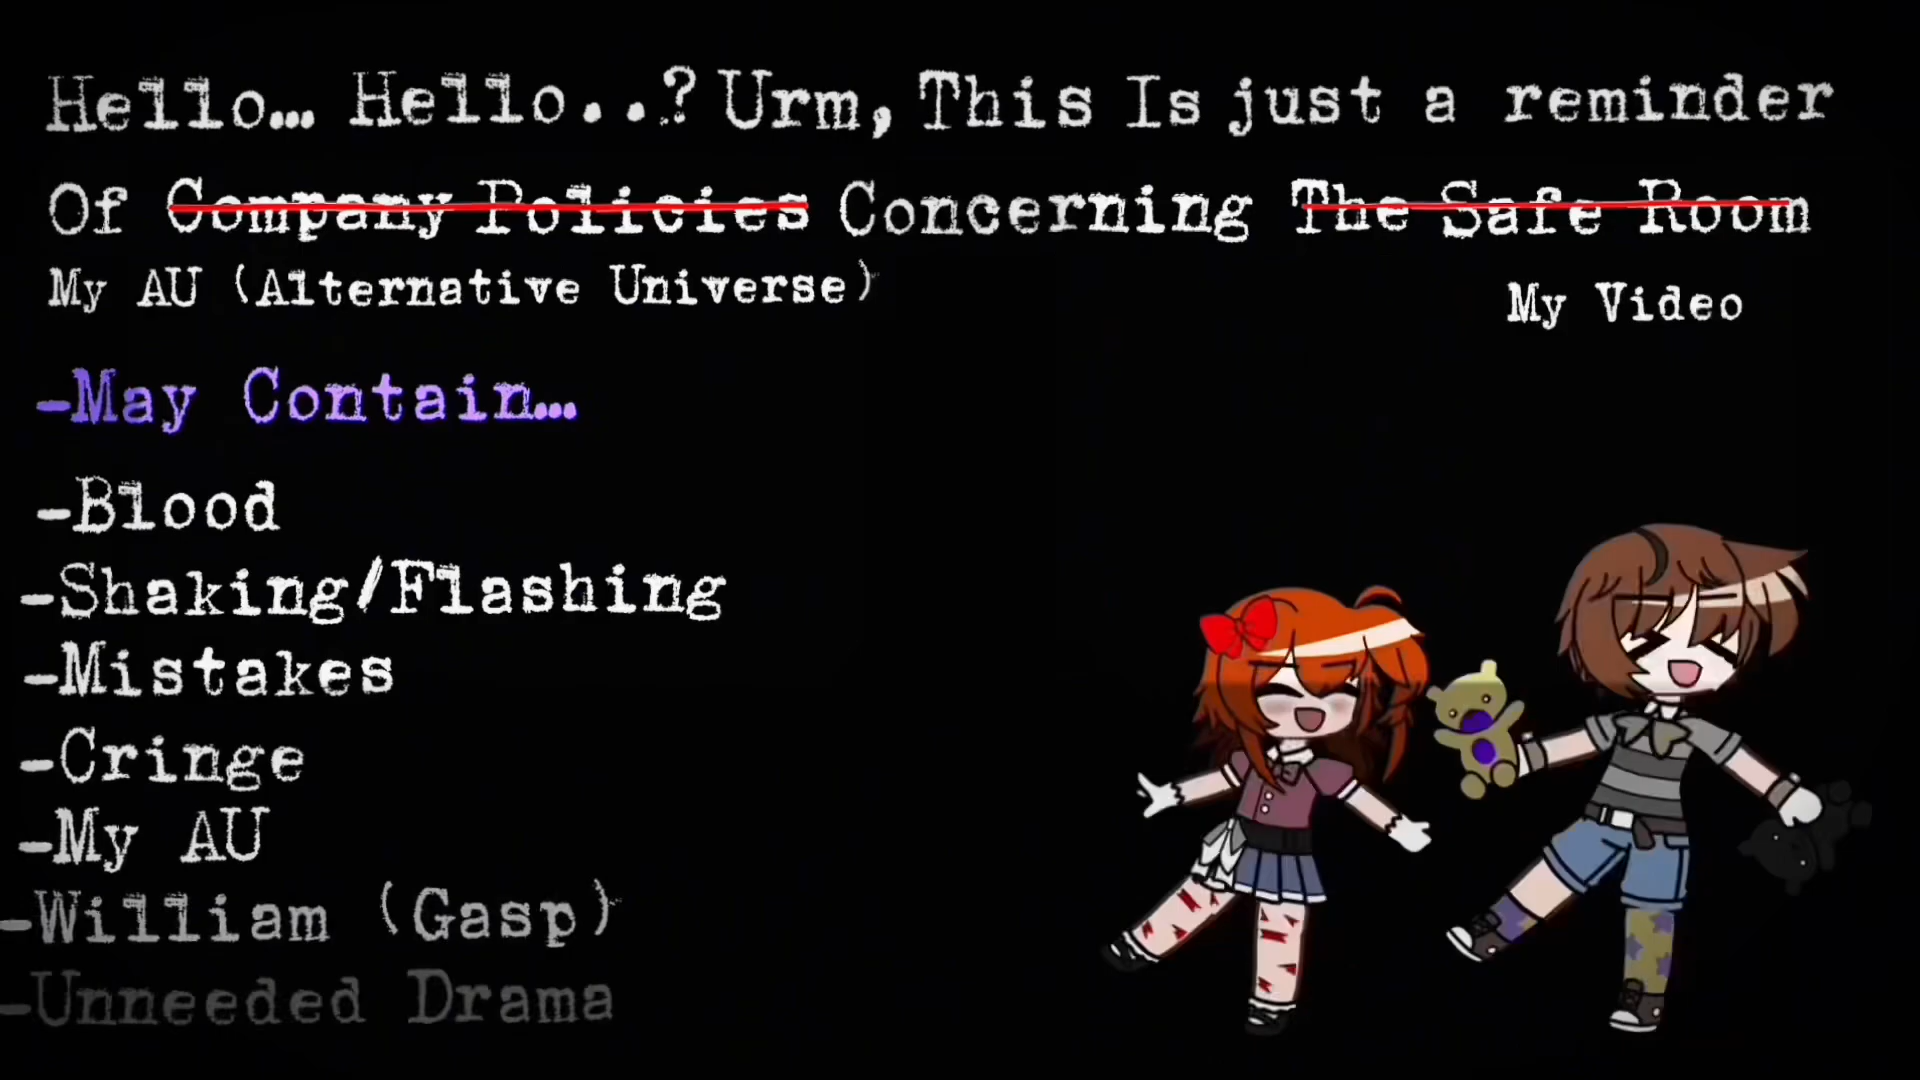 Hello… Hello..? Urm, This Is just a reminder
Of Company Policies Concerning The Safe Room
My AU (Alternative Universe)
My Video
-May Contain…
-Blood
-Shaking/Flashing
-Mistakes
-Cringe
-My AU
-William (Gasp)
-Unneeded Drama